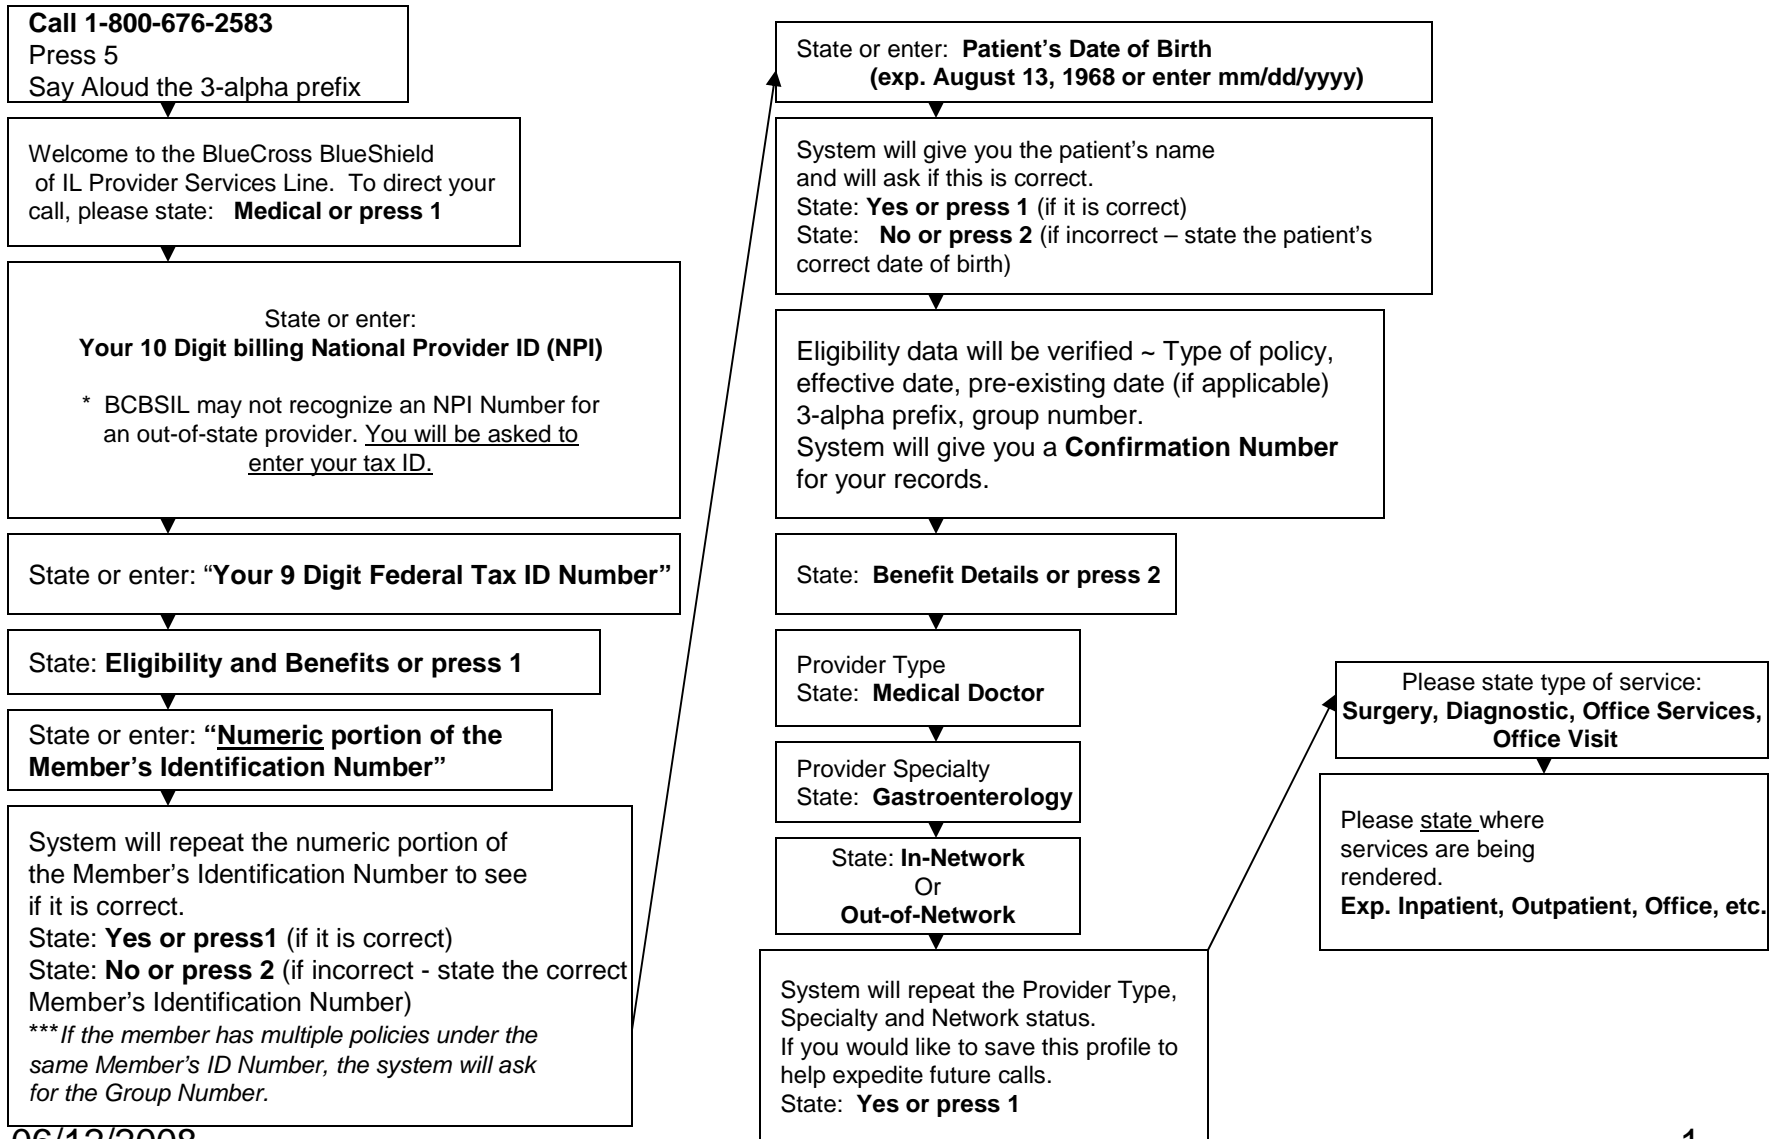 Call 1-800-676-2583
Press 5
Say Aloud the 3-alpha prefix
Welcome to the BlueCross BlueShield
of IL Provider Services Line. To direct your
call, please state: Medical or press 1
State or enter:
Your 10 Digit billing National Provider ID (NPI)
* BCBSIL may not recognize an NPI Number for
an out-of-state provider. You will be asked to
enter your tax ID.
State or enter: “Your 9 Digit Federal Tax ID Number”
State: Eligibility and Benefits or press 1
State or enter: “Numeric portion of the
Member’s Identification Number”
System will repeat the numeric portion of
the Member’s Identification Number to see
if it is correct.
State: Yes or press1 (if it is correct)
State: No or press 2 (if incorrect - state the correct
Member’s Identification Number)
***If the member has multiple policies under the
same Member’s ID Number, the system will ask
for the Group Number.
State or enter: Patient’s Date of Birth
(exp. August 13, 1968 or enter mm/dd/yyyy)
System will give you the patient’s name
and will ask if this is correct.
State: Yes or press 1 (if it is correct)
State: No or press 2 (if incorrect – state the patient’s
correct date of birth)
Eligibility data will be verified ~ Type of policy,
effective date, pre-existing date (if applicable)
3-alpha prefix, group number.
System will give you a Confirmation Number
for your records.
State: Benefit Details or press 2
Provider Type
State: Medical Doctor
Provider Specialty
State: Gastroenterology
State: In-Network
Or
Out-of-Network
System will repeat the Provider Type,
Specialty and Network status.
If you would like to save this profile to
help expedite future calls.
State: Yes or press 1
Please state type of service:
Surgery, Diagnostic, Office Services,
Office Visit
Please state where
services are being
rendered.
Exp. Inpatient, Outpatient, Office, etc.
06/12/2008
1